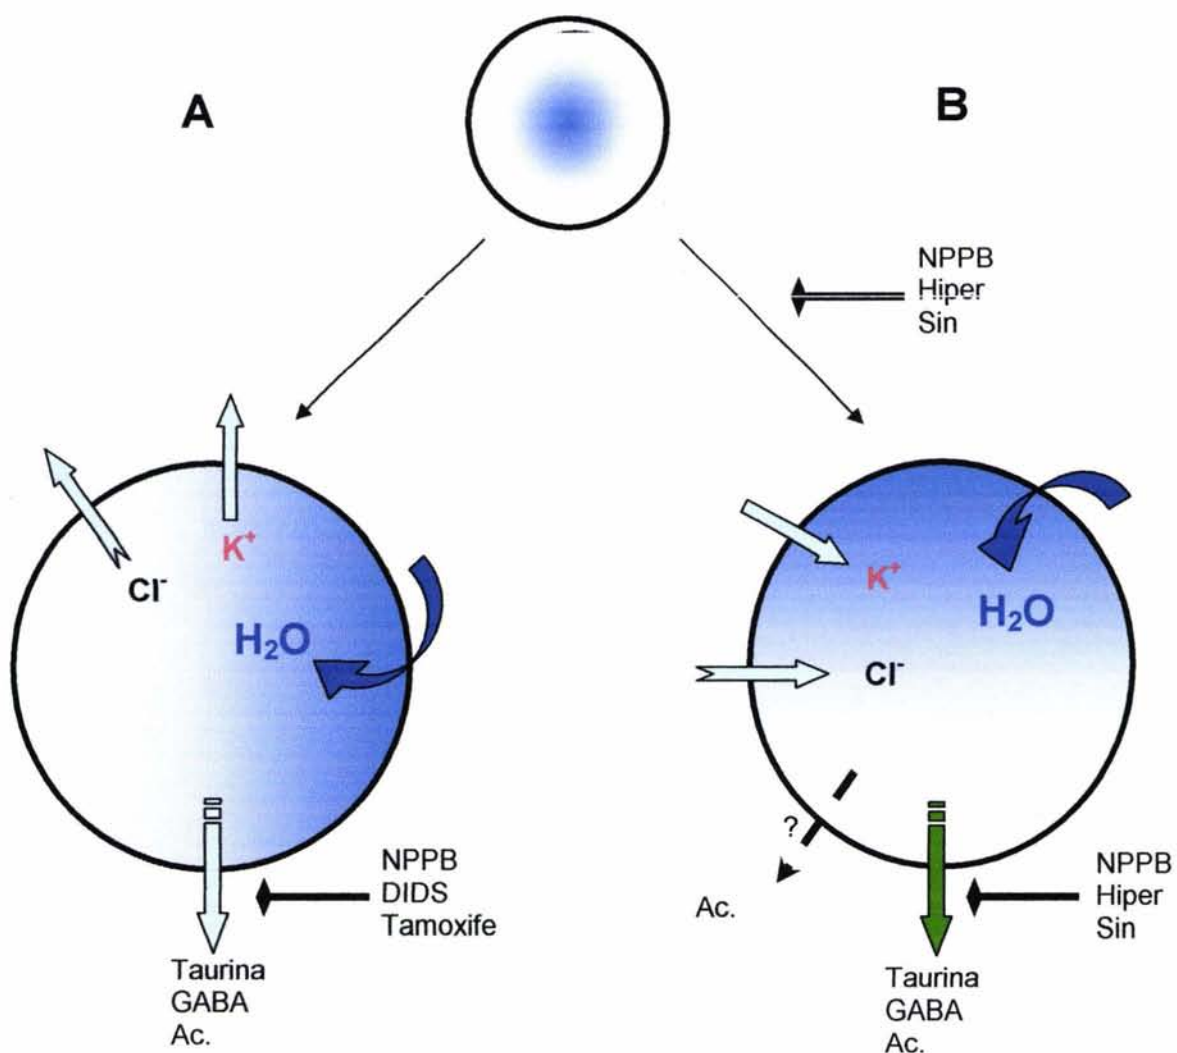 A
B
NPPB
Hiper
Sin
K⁺
Cl⁻
H₂O
NPPB
DIDS
Tamoxife
Taurina
GABA
Ac.
K⁺
H₂O
Cl⁻
?
Ac.
NPPB
Hiper
Sin
Taurina
GABA
Ac.